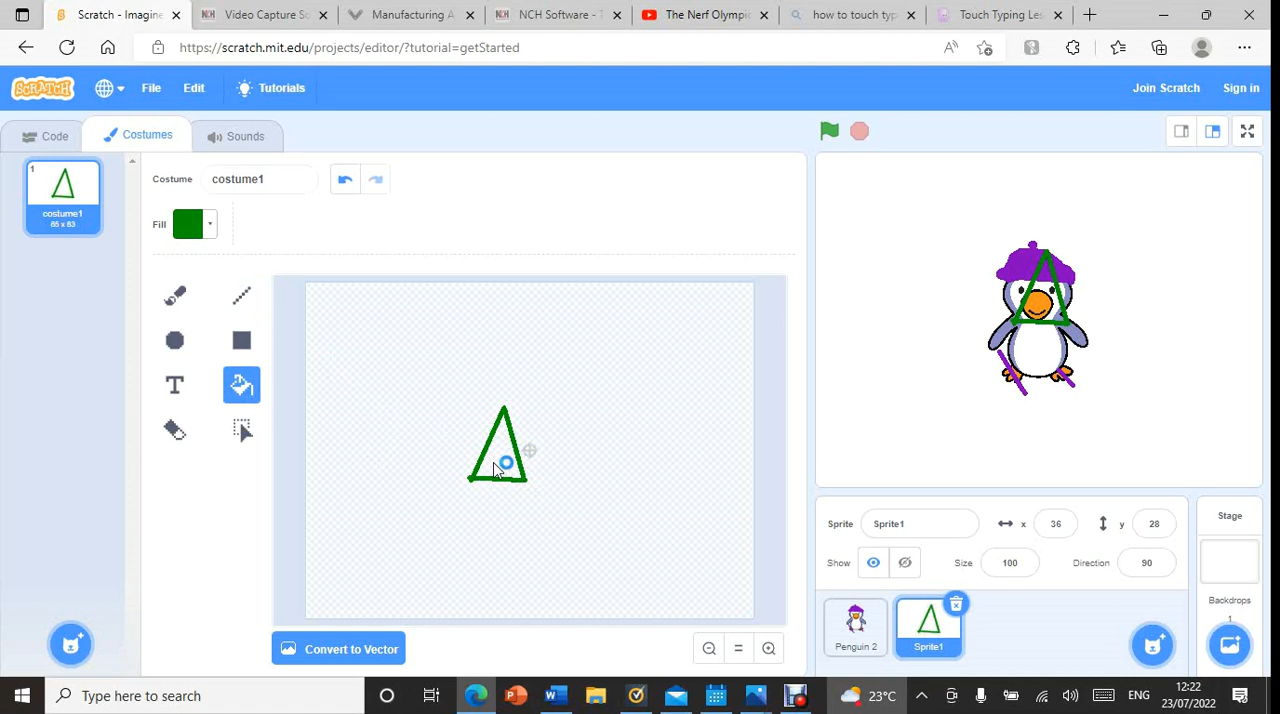 Scratch - Imagine
Video Capture So
Manufacturing A
NCH Software - T
The Nerf Olympic
how to touch typ
Touch Typing Les
https://scratch.mit.edu/projects/editor/?tutorial=getStarted
SCRATCH
File
Edit
Tutorials
Join Scratch
Sign in
Code
Costumes
Sounds
1
costume1
85 x 83
Costume
costume1
Fill
T
Convert to Vector
Sprite
Sprite1
x
36
y
28
Show
Size
100
Direction
90
Penguin 2
Sprite1
Stage
Backdrops
1
Type here to search
23°C
ENG
12:22
23/07/2022